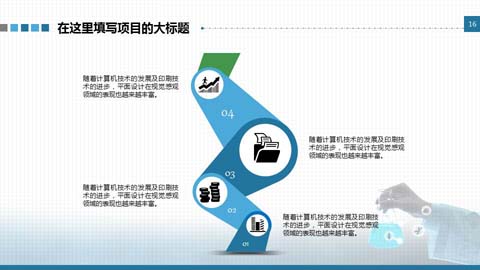 在这里填写项目的大标题
16
随着计算机技术的发展及印刷技
术的进步，平面设计在视觉感观
领域的表现也越来越丰富。
04
随着计算机技术的发展及印刷技
术的进步，平面设计在视觉感观
领域的表现也越来越丰富。
03
随着计算机技术的发展及印刷技
术的进步，平面设计在视觉感观
领域的表现也越来越丰富。
02
随着计算机技术的发展及印刷技
术的进步，平面设计在视觉感观
领域的表现也越来越丰富。
01